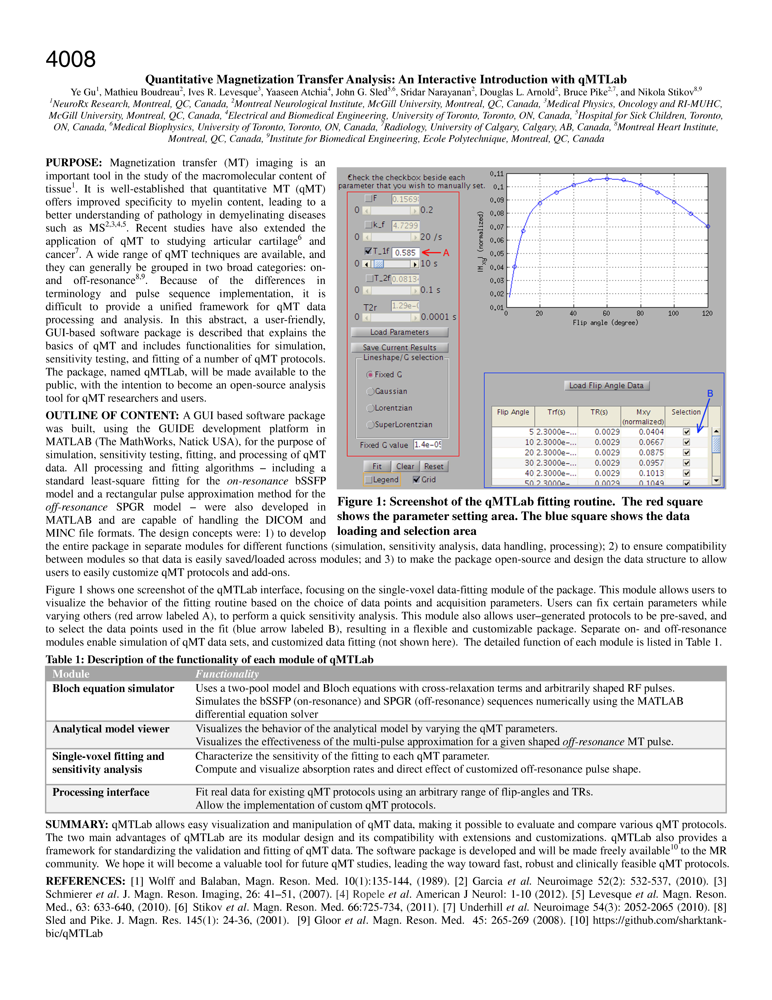 4008
Quantitative Magnetization Transfer Analysis: An Interactive Introduction with qMTLab
Ye Gu1, Mathieu Boudreau2, Ives R. Levesque3, Yaaseen Atchia4, John G. Sled5,6, Sridar Narayanan2, Douglas L. Arnold2, Bruce Pike2,7, and Nikola Stikov8,9
1NeuroRx Research, Montreal, QC, Canada, 2Montreal Neurological Institute, McGill University, Montreal, QC, Canada, 3Medical Physics, Oncology and RI-MUHC,
McGill University, Montreal, QC, Canada, 4Electrical and Biomedical Engineering, University of Toronto, Toronto, ON, Canada, 5Hospital for Sick Children, Toronto,
ON, Canada, 6Medical Biophysics, University of Toronto, Toronto, ON, Canada, 7Radiology, University of Calgary, Calgary, AB, Canada, 8Montreal Heart Institute,
Montreal, QC, Canada, 9Institute for Biomedical Engineering, Ecole Polytechnique, Montreal, QC, Canada
PURPOSE: Magnetization transfer (MT) imaging is an
important tool in the study of the macromolecular content of
tissue1. It is well-established that quantitative MT (qMT)
offers improved specificity to myelin content, leading to a
better understanding of pathology in demyelinating diseases
such as MS2,3,4,5. Recent studies have also extended the
application of qMT to studying articular cartilage6 and
cancer7. A wide range of qMT techniques are available, and
they can generally be grouped in two broad categories: on-
and off-resonance8,9. Because of the differences in
terminology and pulse sequence implementation, it is
difficult to provide a unified framework for qMT data
processing and analysis. In this abstract, a user-friendly,
GUI-based software package is described that explains the
basics of qMT and includes functionalities for simulation,
sensitivity testing, and fitting of a number of qMT protocols.
The package, named qMTLab, will be made available to the
public, with the intention to become an open-source analysis
tool for qMT researchers and users.
OUTLINE OF CONTENT: A GUI based software package
was built, using the GUIDE development platform in
MATLAB (The MathWorks, Natick USA), for the purpose of
simulation, sensitivity testing, fitting, and processing of qMT
data. All processing and fitting algorithms – including a
standard least-square fitting for the on-resonance bSSFP
model and a rectangular pulse approximation method for the
off-resonance SPGR model – were also developed in
MATLAB and are capable of handling the DICOM and
MINC file formats. The design concepts were: 1) to develop
Check the checkbox beside each
parameter that you wish to manually set.
F 0.1569
0 0.2
k_f 4.7299
0 20 /s
T_1f 0.585 A
0 10 s
T_2f 0.0813
0 0.1 s
T2r 1.29e-
0 0.0001 s
Load Parameters
Save Current Results
Lineshape/G selection
Fixed G
Gaussian
Lorentzian
SuperLorentzian
Fixed G value 1.4e-05
Fit Clear Reset
Legend Grid
0.11
0.1
0.09
0.08
0.07
0.06
0.05
0.04
0.03
0.02
0.01
|Mxy| (normalized)
0 20 40 60 80 100 120
Flip angle (degree)
Load Flip Angle Data
B
Flip Angle Trf(s) TR(s) Mxy (normalized) Selection
5 2.3000e-... 0.0029 0.0404
10 2.3000e-... 0.0029 0.0667
20 2.3000e-... 0.0029 0.0875
30 2.3000e-... 0.0029 0.0957
40 2.3000e-... 0.0029 0.1013
50 2.3000e- 0.0029 0.1049
Figure 1: Screenshot of the qMTLab fitting routine. The red square
shows the parameter setting area. The blue square shows the data
loading and selection area
the entire package in separate modules for different functions (simulation, sensitivity analysis, data handling, processing); 2) to ensure compatibility
between modules so that data is easily saved/loaded across modules; and 3) to make the package open-source and design the data structure to allow
users to easily customize qMT protocols and add-ons.
Figure 1 shows one screenshot of the qMTLab interface, focusing on the single-voxel data-fitting module of the package. This module allows users to
visualize the behavior of the fitting routine based on the choice of data points and acquisition parameters. Users can fix certain parameters while
varying others (red arrow labeled A), to perform a quick sensitivity analysis. This module also allows user–generated protocols to be pre-saved, and
to select the data points used in the fit (blue arrow labeled B), resulting in a flexible and customizable package. Separate on- and off-resonance
modules enable simulation of qMT data sets, and customized data fitting (not shown here). The detailed function of each module is listed in Table 1.
Table 1: Description of the functionality of each module of qMTLab
Module Functionality
Bloch equation simulator Uses a two-pool model and Bloch equations with cross-relaxation terms and arbitrarily shaped RF pulses.
Simulates the bSSFP (on-resonance) and SPGR (off-resonance) sequences numerically using the MATLAB
differential equation solver
Analytical model viewer Visualizes the behavior of the analytical model by varying the qMT parameters.
Visualizes the effectiveness of the multi-pulse approximation for a given shaped off-resonance MT pulse.
Single-voxel fitting and Characterize the sensitivity of the fitting to each qMT parameter.
sensitivity analysis Compute and visualize absorption rates and direct effect of customized off-resonance pulse shape.
Processing interface Fit real data for existing qMT protocols using an arbitrary range of flip-angles and TRs.
Allow the implementation of custom qMT protocols.
SUMMARY: qMTLab allows easy visualization and manipulation of qMT data, making it possible to evaluate and compare various qMT protocols.
The two main advantages of qMTLab are its modular design and its compatibility with extensions and customizations. qMTLab also provides a
framework for standardizing the validation and fitting of qMT data. The software package is developed and will be made freely available10 to the MR
community. We hope it will become a valuable tool for future qMT studies, leading the way toward fast, robust and clinically feasible qMT protocols.
REFERENCES: [1] Wolff and Balaban, Magn. Reson. Med. 10(1):135-144, (1989). [2] Garcia et al. Neuroimage 52(2): 532-537, (2010). [3]
Schmierer et al. J. Magn. Reson. Imaging, 26: 41–51, (2007). [4] Ropele et al. American J Neurol: 1-10 (2012). [5] Levesque et al. Magn. Reson.
Med., 63: 633-640, (2010). [6] Stikov et al. Magn. Reson. Med. 66:725-734, (2011). [7] Underhill et al. Neuroimage 54(3): 2052-2065 (2010). [8]
Sled and Pike. J. Magn. Res. 145(1): 24-36, (2001). [9] Gloor et al. Magn. Reson. Med. 45: 265-269 (2008). [10] https://github.com/sharktank-
bic/qMTLab